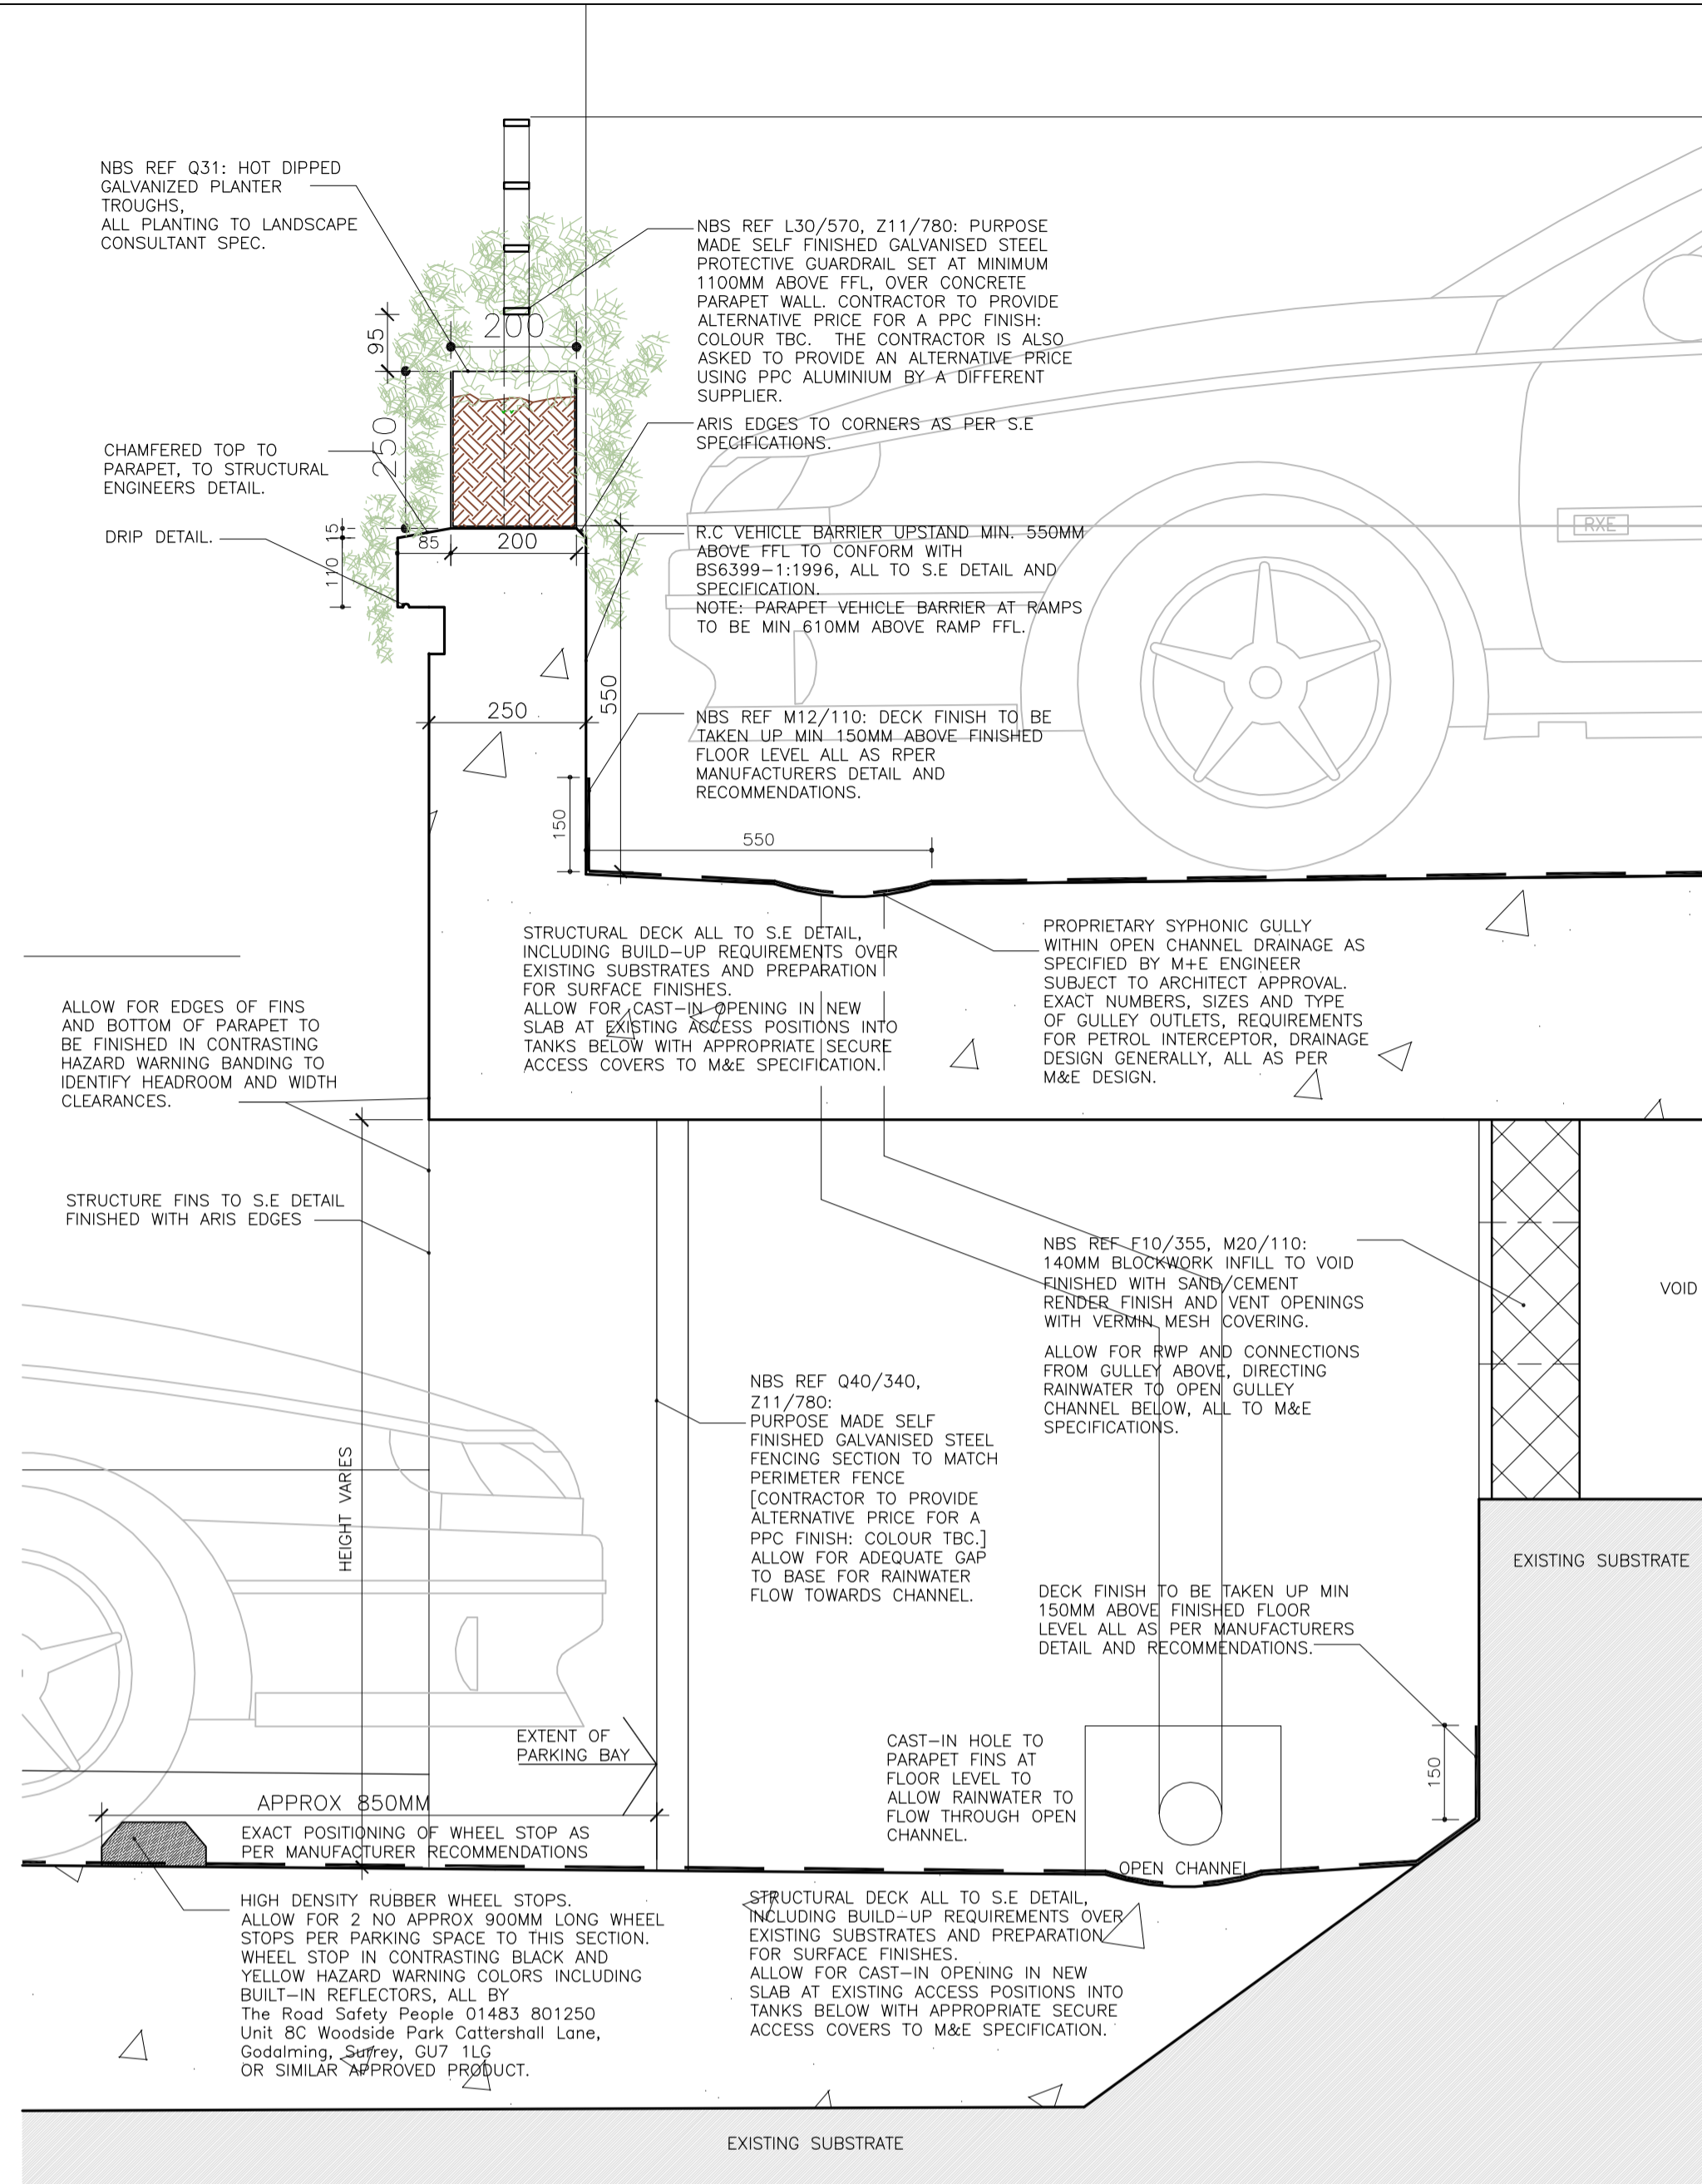 NBS REF Q31: HOT DIPPED
GALVANIZED PLANTER
TROUGHS,
ALL PLANTING TO LANDSCAPE
CONSULTANT SPEC.
NBS REF L30/570, Z11/780: PURPOSE
MADE SELF FINISHED GALVANISED STEEL
PROTECTIVE GUARDRAIL SET AT MINIMUM
1100MM ABOVE FFL, OVER CONCRETE
PARAPET WALL. CONTRACTOR TO PROVIDE
ALTERNATIVE PRICE FOR A PPC FINISH:
COLOUR TBC. THE CONTRACTOR IS ALSO
ASKED TO PROVIDE AN ALTERNATIVE PRICE
USING PPC ALUMINIUM BY A DIFFERENT
SUPPLIER.
200
95
250
ARIS EDGES TO CORNERS AS PER S.E
SPECIFICATIONS.
CHAMFERED TOP TO
PARAPET, TO STRUCTURAL
ENGINEERS DETAIL.
DRIP DETAIL.
15
110
85
200
R.C VEHICLE BARRIER UPSTAND MIN. 550MM
ABOVE FFL TO CONFORM WITH
BS6399-1:1996, ALL TO S.E DETAIL AND
SPECIFICATION.
NOTE: PARAPET VEHICLE BARRIER AT RAMPS
TO BE MIN 610MM ABOVE RAMP FFL.
RXE
250
550
NBS REF M12/110: DECK FINISH TO BE
TAKEN UP MIN 150MM ABOVE FINISHED
FLOOR LEVEL ALL AS RPER
MANUFACTURERS DETAIL AND
RECOMMENDATIONS.
150
550
STRUCTURAL DECK ALL TO S.E DETAIL,
INCLUDING BUILD-UP REQUIREMENTS OVER
EXISTING SUBSTRATES AND PREPARATION
FOR SURFACE FINISHES.
ALLOW FOR CAST-IN OPENING IN NEW
SLAB AT EXISTING ACCESS POSITIONS INTO
TANKS BELOW WITH APPROPRIATE SECURE
ACCESS COVERS TO M&E SPECIFICATION.
PROPRIETARY SYPHONIC GULLY
WITHIN OPEN CHANNEL DRAINAGE AS
SPECIFIED BY M+E ENGINEER
SUBJECT TO ARCHITECT APPROVAL.
EXACT NUMBERS, SIZES AND TYPE
OF GULLEY OUTLETS, REQUIREMENTS
FOR PETROL INTERCEPTOR, DRAINAGE
DESIGN GENERALLY, ALL AS PER
M&E DESIGN.
ALLOW FOR EDGES OF FINS
AND BOTTOM OF PARAPET TO
BE FINISHED IN CONTRASTING
HAZARD WARNING BANDING TO
IDENTIFY HEADROOM AND WIDTH
CLEARANCES.
STRUCTURE FINS TO S.E DETAIL
FINISHED WITH ARIS EDGES
NBS REF F10/355, M20/110:
140MM BLOCKWORK INFILL TO VOID
FINISHED WITH SAND/CEMENT
RENDER FINISH AND VENT OPENINGS
WITH VERMIN MESH COVERING.
VOID
ALLOW FOR RWP AND CONNECTIONS
FROM GULLEY ABOVE, DIRECTING
RAINWATER TO OPEN GULLEY
CHANNEL BELOW, ALL TO M&E
SPECIFICATIONS.
NBS REF Q40/340,
Z11/780:
PURPOSE MADE SELF
FINISHED GALVANISED STEEL
FENCING SECTION TO MATCH
PERIMETER FENCE
[CONTRACTOR TO PROVIDE
ALTERNATIVE PRICE FOR A
PPC FINISH: COLOUR TBC.]
ALLOW FOR ADEQUATE GAP
TO BASE FOR RAINWATER
FLOW TOWARDS CHANNEL.
HEIGHT VARIES
EXISTING SUBSTRATE
DECK FINISH TO BE TAKEN UP MIN
150MM ABOVE FINISHED FLOOR
LEVEL ALL AS PER MANUFACTURERS
DETAIL AND RECOMMENDATIONS.
EXTENT OF
PARKING BAY
CAST-IN HOLE TO
PARAPET FINS AT
FLOOR LEVEL TO
ALLOW RAINWATER TO
FLOW THROUGH OPEN
CHANNEL.
150
APPROX 850MM
EXACT POSITIONING OF WHEEL STOP AS
PER MANUFACTURER RECOMMENDATIONS
OPEN CHANNEL
HIGH DENSITY RUBBER WHEEL STOPS.
ALLOW FOR 2 NO APPROX 900MM LONG WHEEL
STOPS PER PARKING SPACE TO THIS SECTION.
WHEEL STOP IN CONTRASTING BLACK AND
YELLOW HAZARD WARNING COLORS INCLUDING
BUILT-IN REFLECTORS, ALL BY
The Road Safety People 01483 801250
Unit 8C Woodside Park Cattershall Lane,
Godalming, Surrey, GU7 1LG
OR SIMILAR APPROVED PRODUCT.
STRUCTURAL DECK ALL TO S.E DETAIL,
INCLUDING BUILD-UP REQUIREMENTS OVER
EXISTING SUBSTRATES AND PREPARATION
FOR SURFACE FINISHES.
ALLOW FOR CAST-IN OPENING IN NEW
SLAB AT EXISTING ACCESS POSITIONS INTO
TANKS BELOW WITH APPROPRIATE SECURE
ACCESS COVERS TO M&E SPECIFICATION.
EXISTING SUBSTRATE